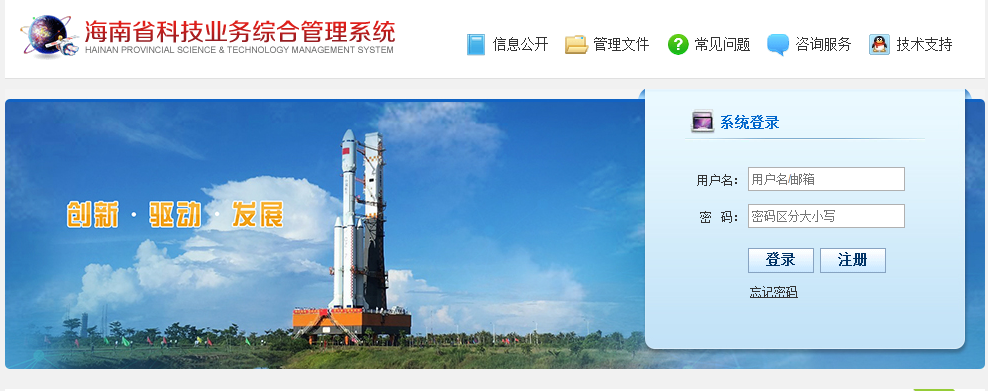 海南省科技业务综合管理系统
HAINAN PROVINCIAL SCIENCE & TECHNOLOGY MANAGEMENT SYSTEM
信息公开 管理文件 常见问题 咨询服务 技术支持
系统登录
用户名： 用户名/邮箱
密 码： 密码区分大小写
登录 注册
忘记密码
创新·驱动·发展